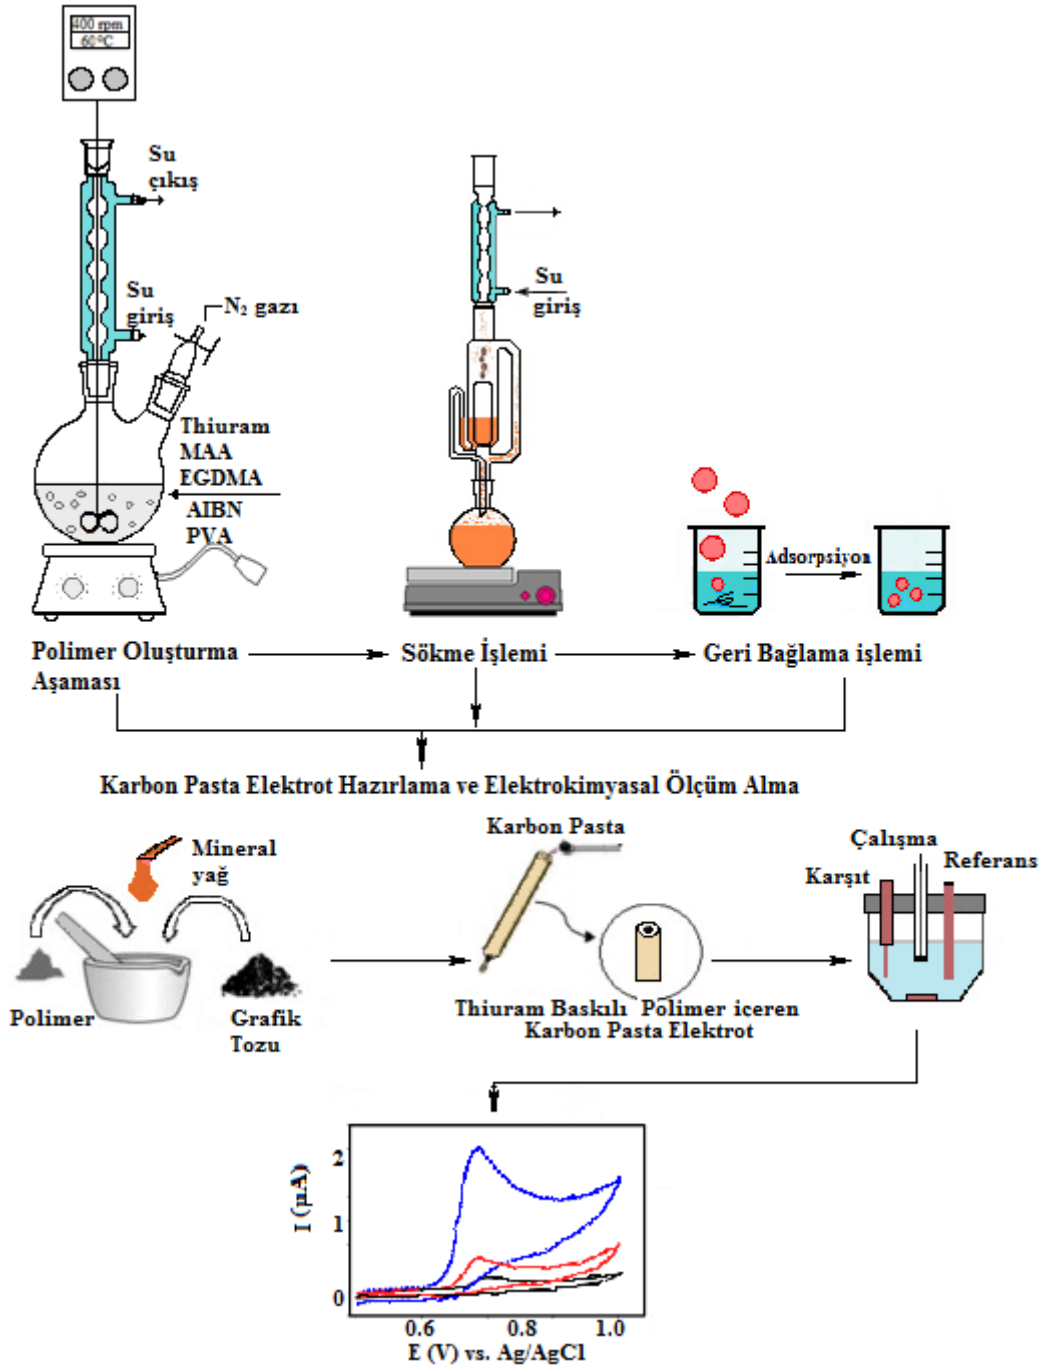 400 rpm
60 ⁰C
Su
çıkış
Su
giriş
N₂ gazı
Thiuram
MAA
EGDMA
AIBN
PVA
Su
giriş
Adsorpsiyon
Polimer Oluşturma
Aşaması
Sökme İşlemi
Geri Bağlama işlemi
Karbon Pasta Elektrot Hazırlama ve Elektrokimyasal Ölçüm Alma
Mineral
yağ
Polimer
Grafik
Tozu
Karbon Pasta
Thiuram Baskılı Polimer iceren
Karbon Pasta Elektrot
Çalışma
Karşıt
Referans
I (µA)
2
1
0
0.6 0.8 1.0
E (V) vs. Ag/AgCl